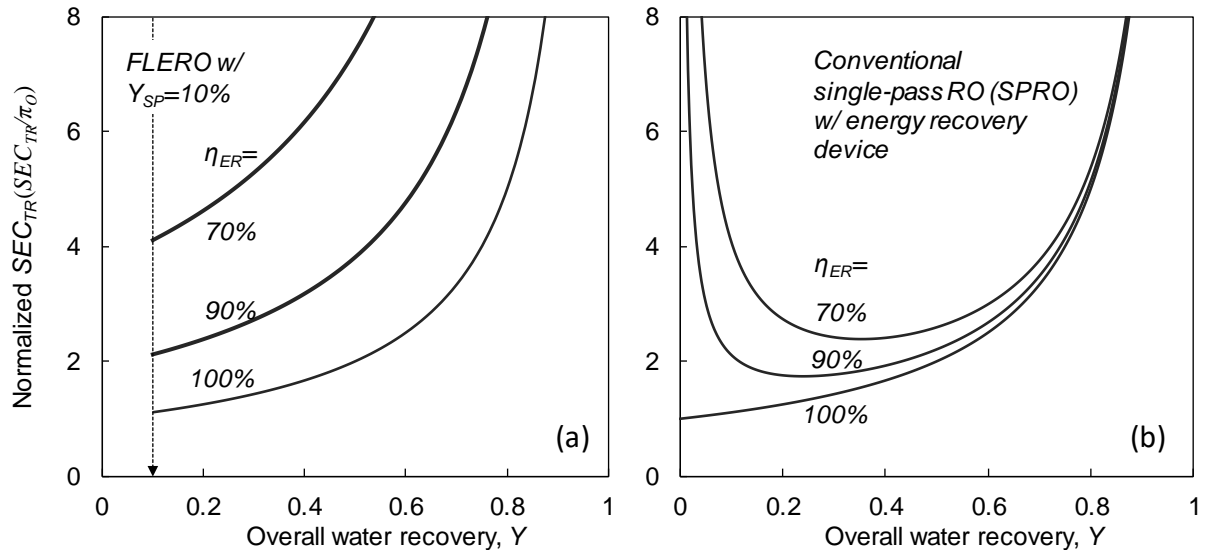 Normalized SEC_TR(SEC_TR/π_O)
8
6
4
2
0
FLERO w/
Y_SP=10%
η_ER=
70%
90%
100%
(a)
0 0.2 0.4 0.6 0.8 1
Overall water recovery, Y
8
6
4
2
0
Conventional
single-pass RO (SPRO)
w/ energy recovery
device
η_ER=
70%
90%
100%
(b)
0 0.2 0.4 0.6 0.8 1
Overall water recovery, Y